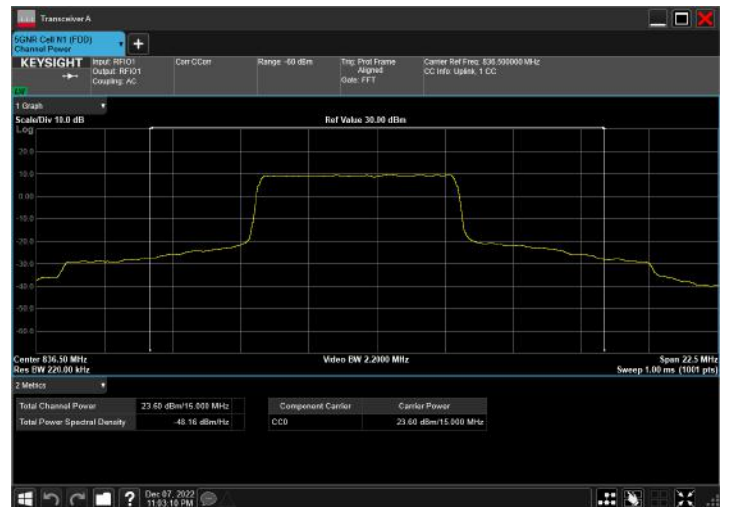 Transceiver A
5GNR Cell N1 (FDD)
Channel Power
+
KEYSIGHT
Input: RFIO1
Output: RFIO1
Coupling: AC
Corr CCorr
Range: -60 dBm
Trig: Prot Frame
Aligned
Gate: FFT
Carrier Ref Freq: 836.500000 MHz
CC Info: Uplink, 1 CC
1 Graph
Scale/Div 10.0 dB
Ref Value 30.00 dBm
Log
20.0
10.0
0.00
-10.0
-20.0
-30.0
-40.0
-50.0
-60.0
Center 836.50 MHz
Video BW 2.2000 MHz
Span 22.5 MHz
Res BW 220.00 kHz
Sweep 1.00 ms (1001 pts)
2 Metrics
Total Channel Power
23.60 dBm/15.000 MHz
Total Power Spectral Density
-48.16 dBm/Hz
Component Carrier
Carrier Power
CC0
23.60 dBm/15.000 MHz
?
Dec 07, 2022
11:03:10 PM